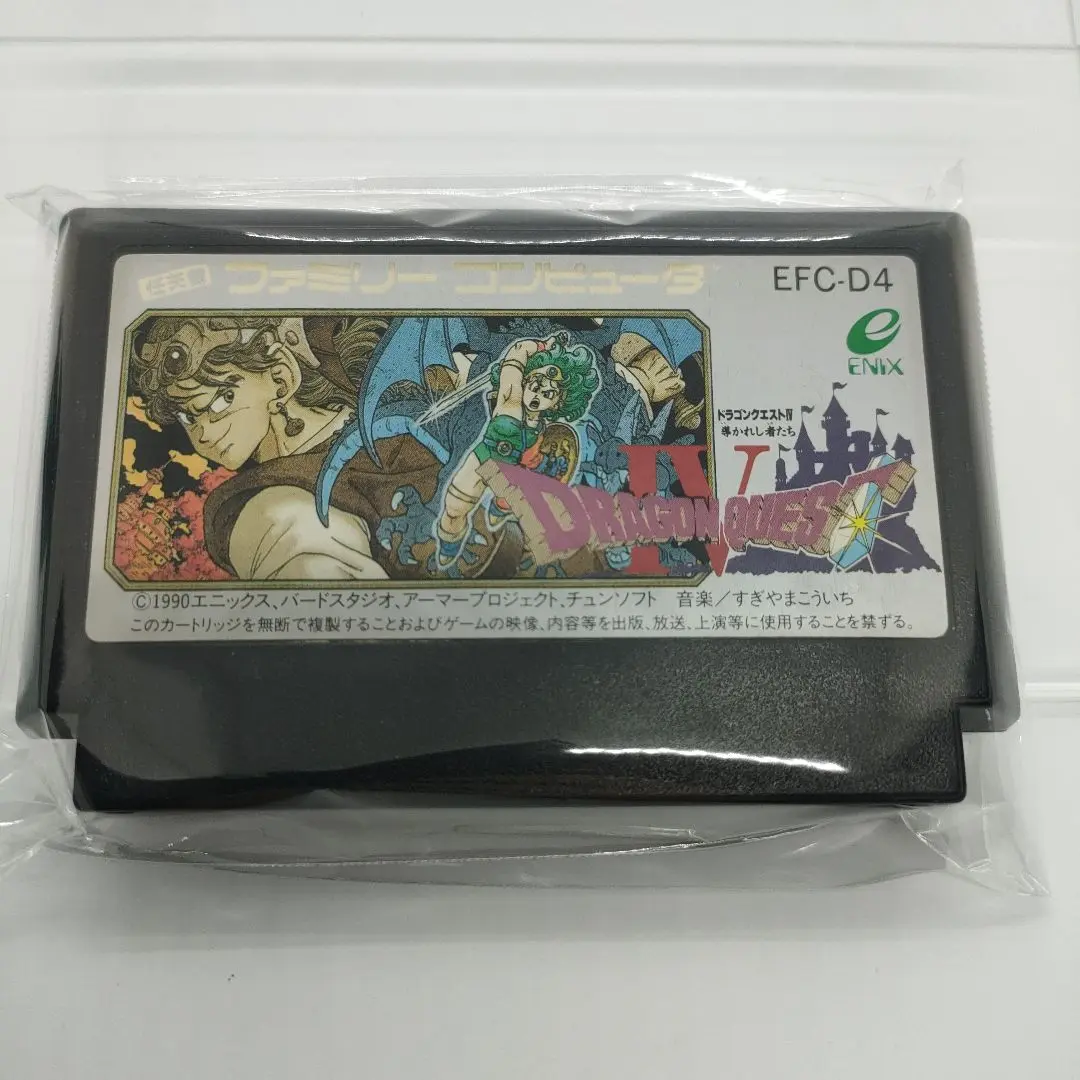 任天堂 ファミリー コンピュータ™
EFC-D4
ENIX
ドラゴンクエストIV
導かれし者たち
IV
DRAGON QUEST
©1990エニックス、バードスタジオ、アーマープロジェクト、チュンソフト 音楽/すぎやまこういち
このカートリッジを無断で複製することおよびゲームの映像、内容等を出版、放送、上演等に使用することを禁ずる。